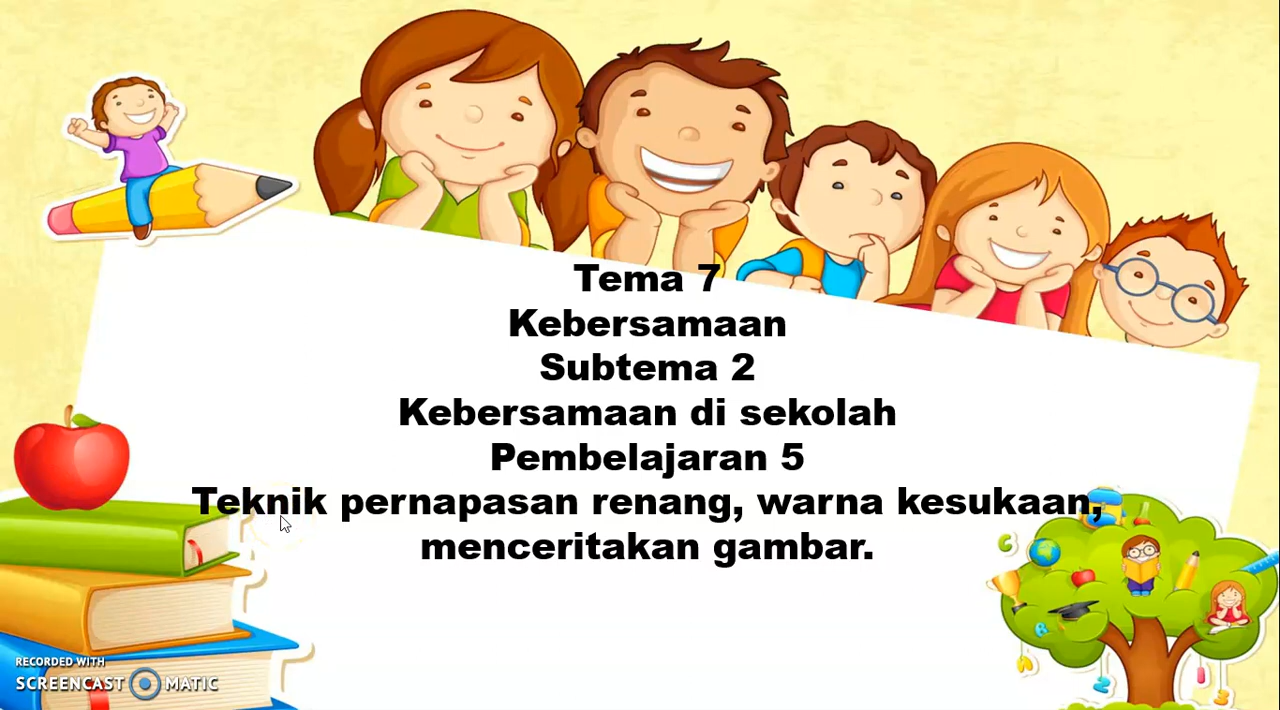 Tema 7
Kebersamaan
Subtema 2
Kebersamaan di sekolah
Pembelajaran 5
Teknik pernapasan renang, warna kesukaan,
menceritakan gambar.
RECORDED WITH
SCREENCAST MATIC